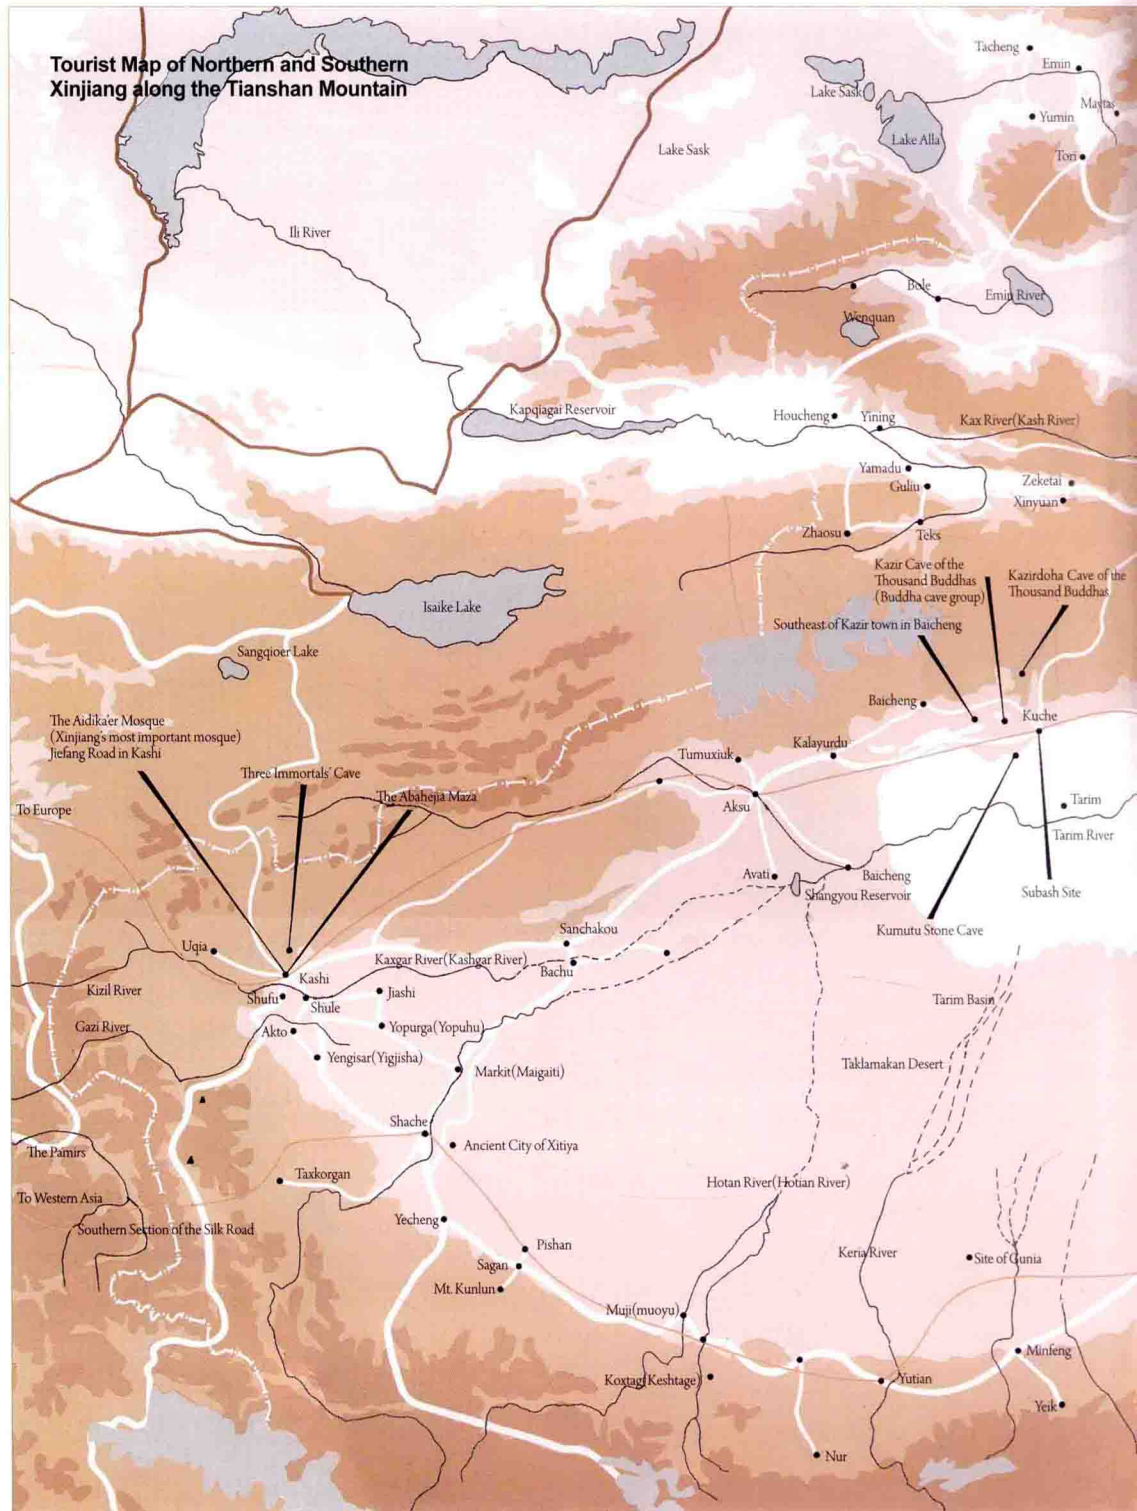 Tourist Map of Northern and Southern
Xinjiang along the Tianshan Mountain
Tacheng
Emin
Lake Sask
Maytas
Yumin
Lake Alla
Lake Sask
Tori
Ili River
Bole
Emin River
Wenquan
Kapqiagai Reservoir
Houcheng
Yining
Kax River(Kash River)
Yamadu
Guliu
Zeketai
Xinyuan
Zhaosu
Teks
Kazir Cave of the
Thousand Buddhas
(Buddha cave group)
Kazirdoha Cave of the
Thousand Buddhas
Isaike Lake
Southeast of Kazir town in Baicheng
Sangqioer Lake
Baicheng
Kuche
The Aidika'er Mosque
(Xinjiang's most important mosque)
Jiefang Road in Kashi
Kalayurdu
Tumuxiuk
Three Immortals' Cave
The Abahejia Maza
To Europe
Aksu
Tarim
Tarim River
Avati
Baicheng
Shangyou Reservoir
Subash Site
Kumutu Stone Cave
Sanchakou
Uqia
Kaxgar River(Kashgar River)
Bachu
Kashi
Kizil River
Shufu
Shule
Jiashi
Tarim Basin
Gazi River
Akto
Yopurga(Yopuhu)
Yengisar(Yigjisha)
Markit(Maigaiti)
Taklamakan Desert
Shache
Ancient City of Xitiya
The Pamirs
Taxkorgan
Hotan River(Hotian River)
To Western Asia
Southern Section of the Silk Road
Yecheng
Pishan
Keria River
Site of Gunia
Sagan
Mt. Kunlun
Muji(muoyu)
Minfeng
Koxtag(Keshtage)
Yutian
Yeik
Nur